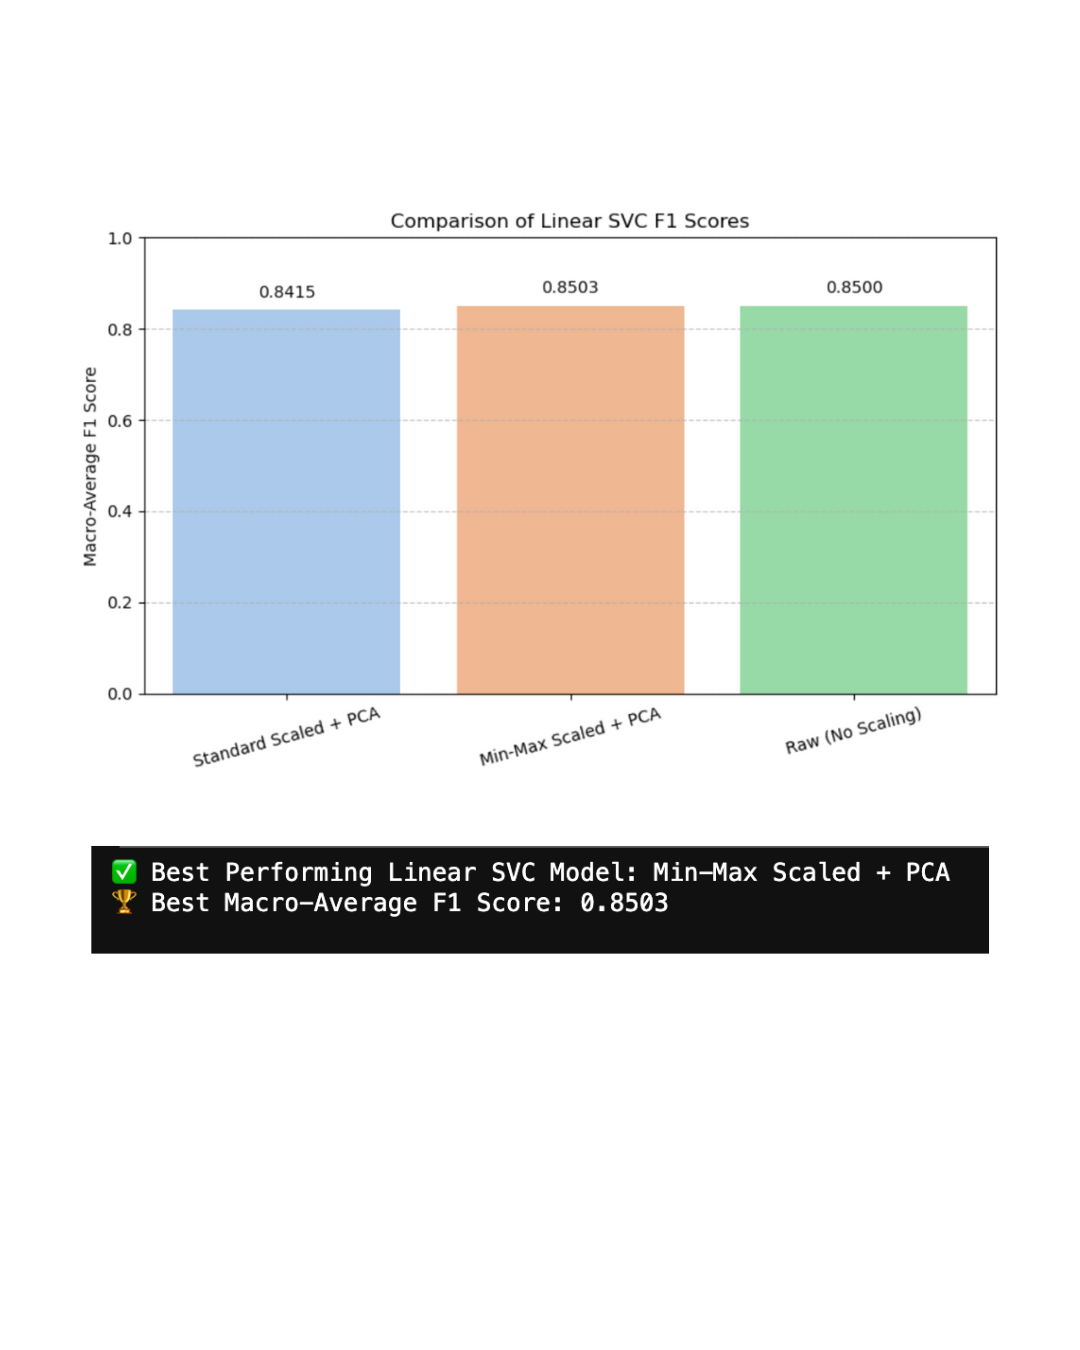 Comparison of Linear SVC F1 Scores
1.0
0.8
0.6
0.4
0.2
0.0
Macro-Average F1 Score
0.8415
0.8503
0.8500
Standard Scaled + PCA
Min-Max Scaled + PCA
Raw (No Scaling)
✅ Best Performing Linear SVC Model: Min-Max Scaled + PCA
🏆 Best Macro-Average F1 Score: 0.8503